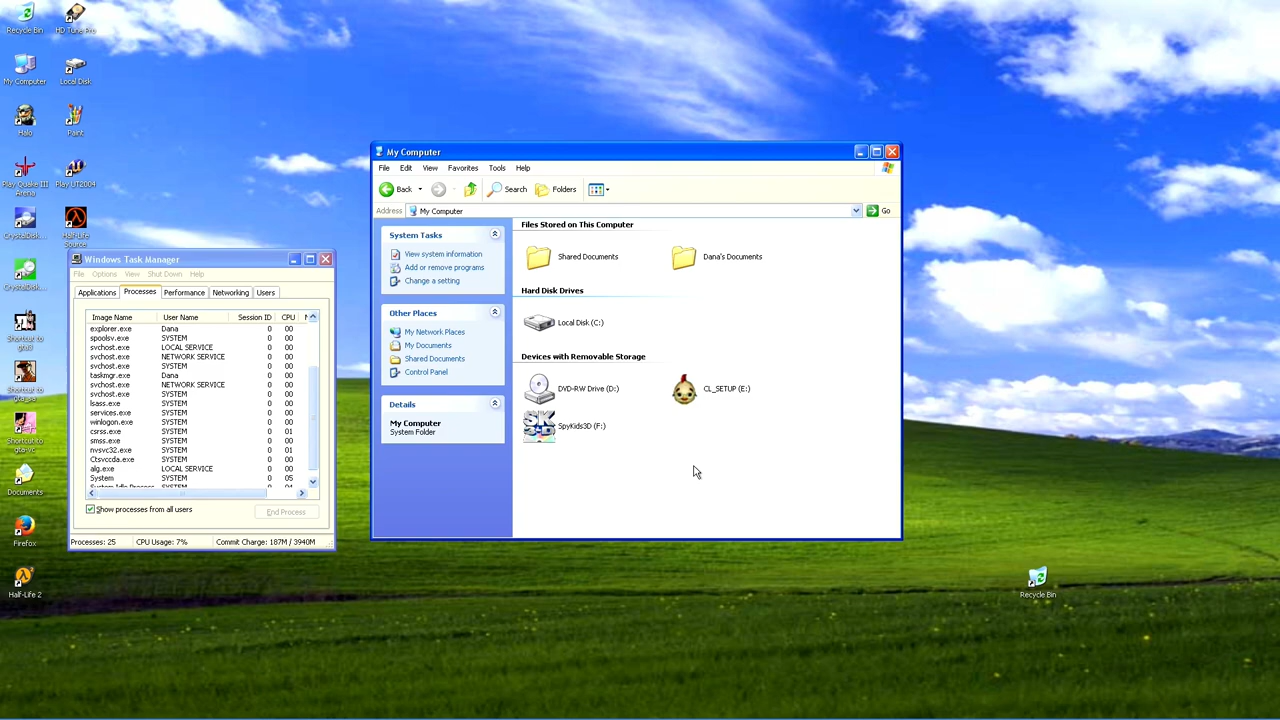 Recycle Bin
HD Tune Pro
My Computer
Local Disk
Halo
Paint
Play Quake III
Arena
Play UT2004
CrystalDisk...
Half-Life
Source
CrystalDisk...
Shortcut to
gta3
Shortcut to
gta_sa
Shortcut to
gta-vc
Documents
Firefox
Half-Life 2
Windows Task Manager
File Options View Shut Down Help
Applications Processes Performance Networking Users
Image Name User Name Session ID CPU
explorer.exe Dana 0 00
spoolsv.exe SYSTEM 0 00
svchost.exe LOCAL SERVICE 0 00
svchost.exe NETWORK SERVICE 0 00
svchost.exe SYSTEM 0 00
taskmgr.exe Dana 0 00
svchost.exe NETWORK SERVICE 0 00
svchost.exe SYSTEM 0 00
lsass.exe SYSTEM 0 00
services.exe SYSTEM 0 00
winlogon.exe SYSTEM 0 00
csrss.exe SYSTEM 0 01
smss.exe SYSTEM 0 00
nvsvc32.exe SYSTEM 0 01
Ctsvccda.exe SYSTEM 0 00
alg.exe LOCAL SERVICE 0 00
System SYSTEM 0 05
System Idle Process SYSTEM
Show processes from all users
End Process
Processes: 25 CPU Usage: 7% Commit Charge: 187M / 3940M
My Computer
File Edit View Favorites Tools Help
Back Search Folders
Address My Computer Go
System Tasks
View system information
Add or remove programs
Change a setting
Other Places
My Network Places
My Documents
Shared Documents
Control Panel
Details
My Computer
System Folder
Files Stored on This Computer
Shared Documents Dana's Documents
Hard Disk Drives
Local Disk (C:)
Devices with Removable Storage
DVD-RW Drive (D:) CL_SETUP (E:)
SK
3-D
SpyKids3D (F:)
Recycle Bin